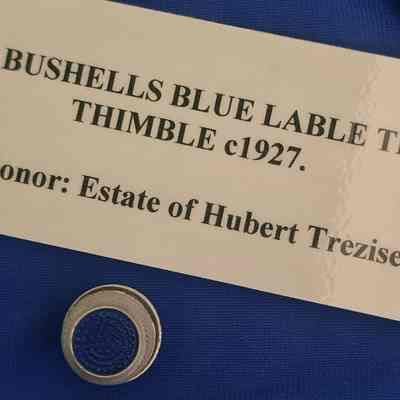 BUSHELLS BLUE LABLE
THIMBLE c1927.
onor: Estate of Hubert Trezise